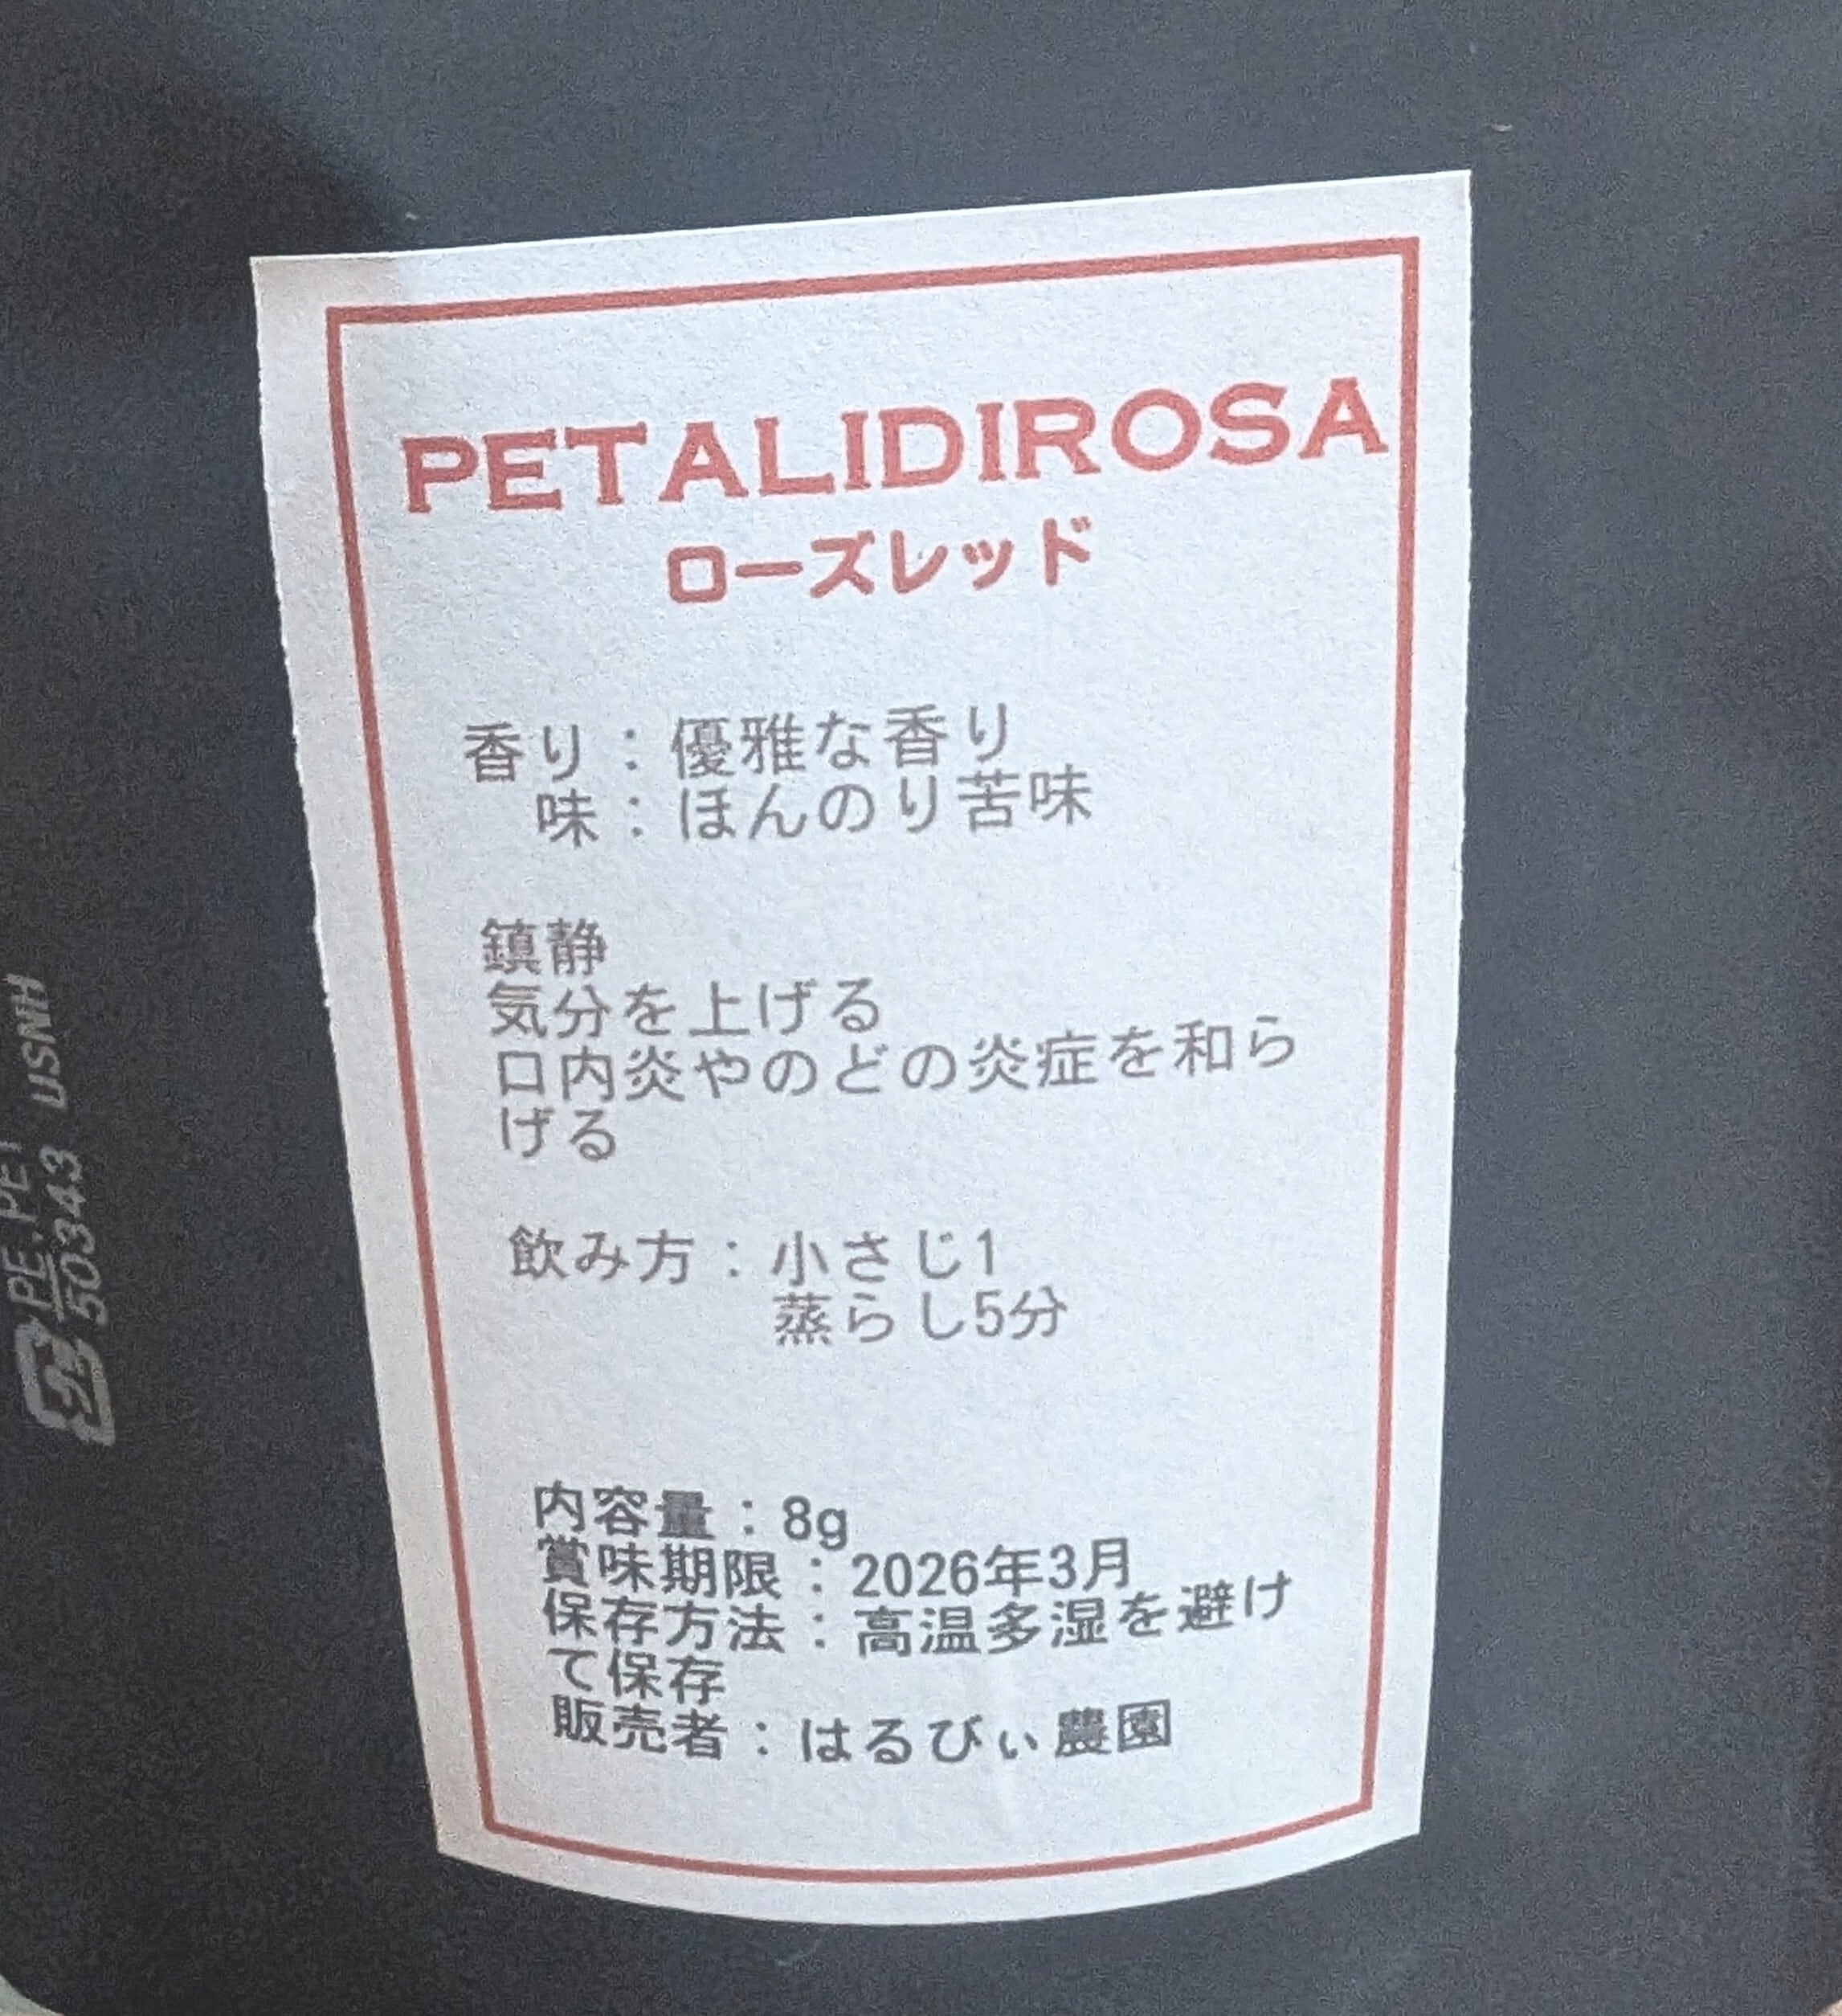 PETALIDIROSA
ローズレッド
香り：優雅な香り
味：ほんのり苦味
鎮静
気分を上げる
口内炎やのどの炎症を和ら
げる
飲み方：小さじ1
蒸らし5分
内容量：8g
賞味期限：2026年3月
保存方法：高温多湿を避け
て保存
販売者：はるびぃ農園
PE.PET
50343 USNH